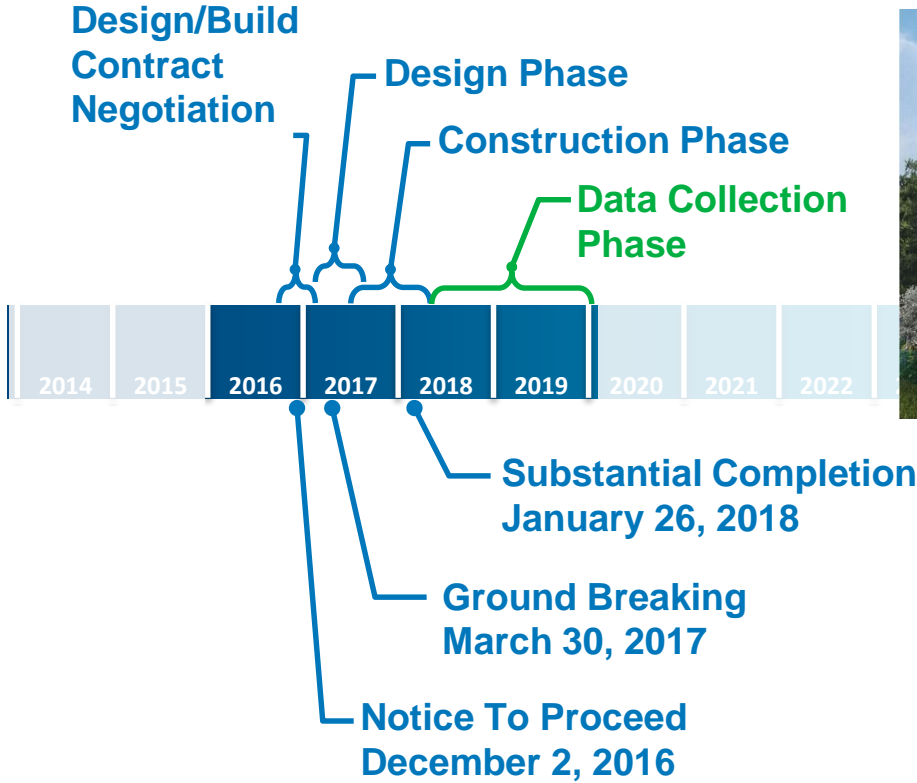 Design/Build
Contract
Negotiation
Design Phase
Construction Phase
Data Collection
Phase
2014 2015 2016 2017 2018 2019 2020 2021 2022
Substantial Completion
January 26, 2018
Ground Breaking
March 30, 2017
Notice To Proceed
December 2, 2016